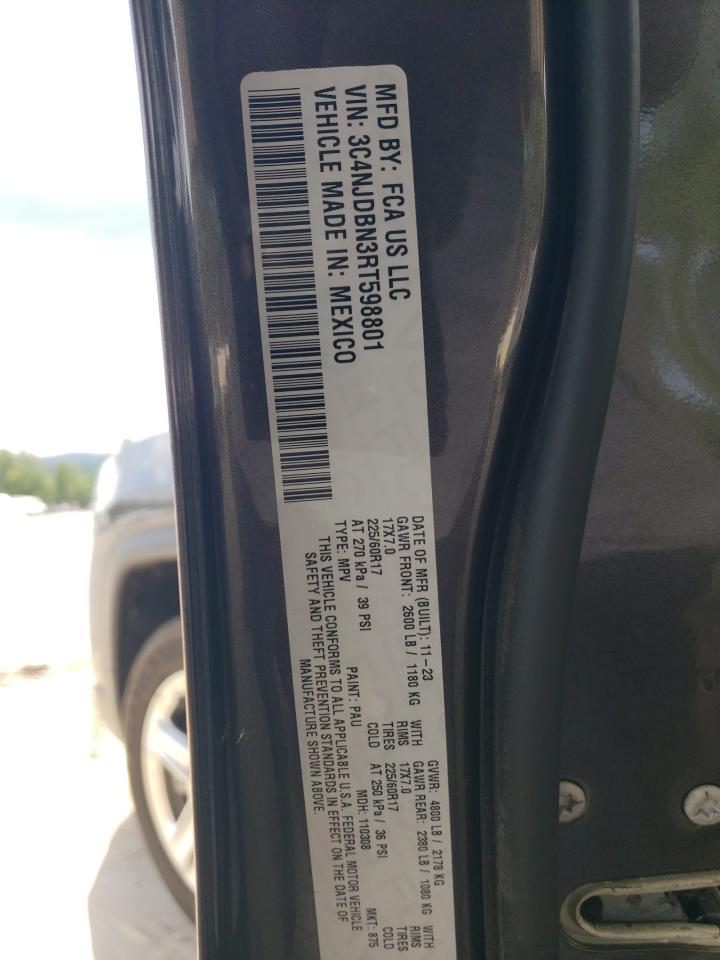 MFD BY: FCA US LLC
VIN: 3C4NJDBN3RT598801
VEHICLE MADE IN: MEXICO
DATE OF MFR (BUILT): 11-23 GVWR: 4800 LB / 2178 KG
GAWR FRONT: 2600 LB / 1180 KG WITH GAWR REAR: 2380 LB / 1080 KG WITH
17X7.0 RIMS 17X7.0 RIMS
225/60R17 TIRES 225/60R17 TIRES
AT 270 kPa / 39 PSI COLD AT 250 kPa / 36 PSI COLD
TYPE: MPV PAINT: PAU MDH: 110308 MKT: 875
THIS VEHICLE CONFORMS TO ALL APPLICABLE U.S.A. FEDERAL MOTOR VEHICLE
SAFETY AND THEFT PREVENTION STANDARDS IN EFFECT ON THE DATE OF
MANUFACTURE SHOWN ABOVE.